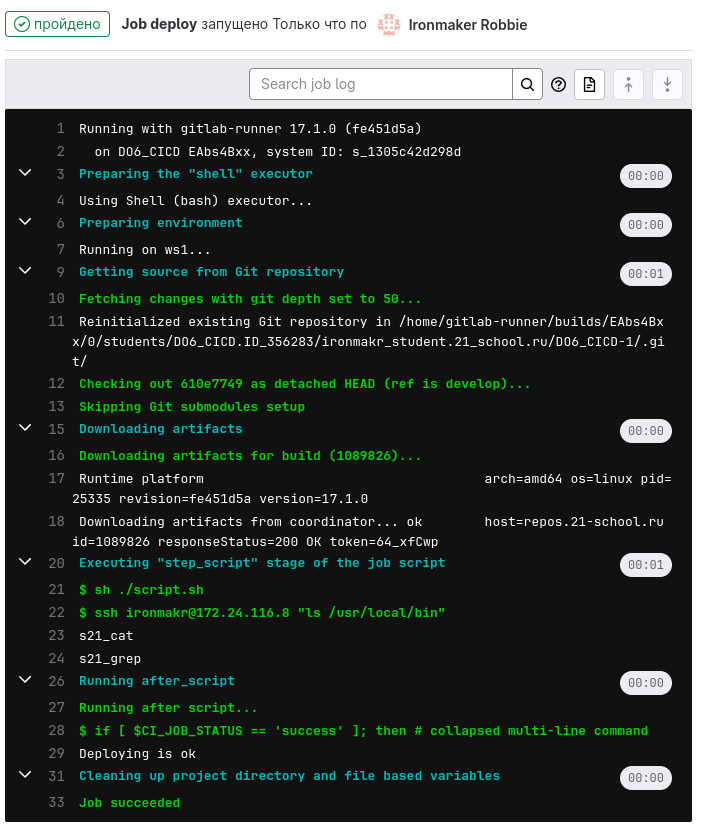 пройдено Job deploy запущено Только что по Ironmaker Robbie
Search job log
1 Running with gitlab-runner 17.1.0 (fe451d5a)
2 on DO6_CICD EAbs4Bxx, system ID: s_1305c42d298d
3 Preparing the "shell" executor 00:00
4 Using Shell (bash) executor...
6 Preparing environment 00:00
7 Running on ws1...
9 Getting source from Git repository 00:01
10 Fetching changes with git depth set to 50...
11 Reinitialized existing Git repository in /home/gitlab-runner/builds/EAbs4Bx
x/0/students/DO6_CICD.ID_356283/ironmakr_student.21_school.ru/DO6_CICD-1/.gi
t/
12 Checking out 610e7749 as detached HEAD (ref is develop)...
13 Skipping Git submodules setup
15 Downloading artifacts 00:00
16 Downloading artifacts for build (1089826)...
17 Runtime platform arch=amd64 os=linux pid=
25335 revision=fe451d5a version=17.1.0
18 Downloading artifacts from coordinator... ok host=repos.21-school.ru
id=1089826 responseStatus=200 OK token=64_xfCwp
20 Executing "step_script" stage of the job script 00:01
21 $ sh ./script.sh
22 $ ssh ironmakr@172.24.116.8 "ls /usr/local/bin"
23 s21_cat
24 s21_grep
26 Running after_script 00:00
27 Running after script...
28 $ if [ $CI_JOB_STATUS == 'success' ]; then # collapsed multi-line command
29 Deploying is ok
31 Cleaning up project directory and file based variables 00:00
33 Job succeeded